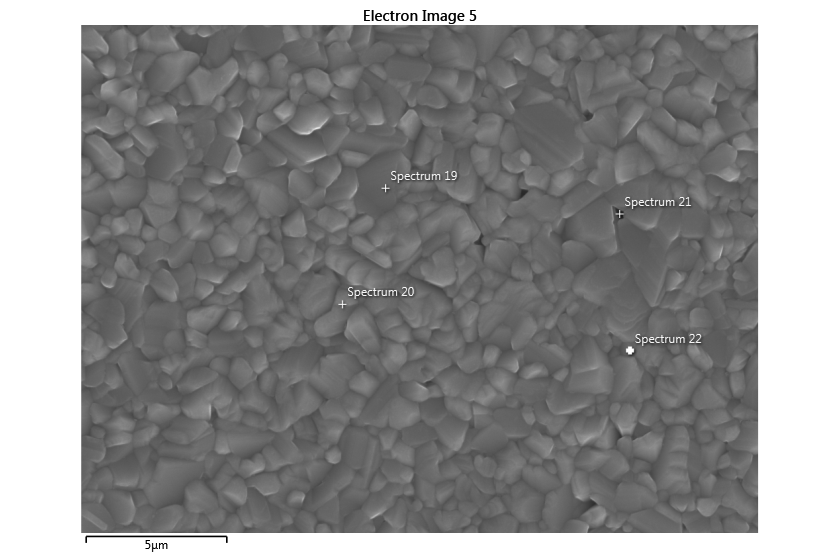 Electron Image 5
Spectrum 19
Spectrum 21
Spectrum 20
Spectrum 22
5µm